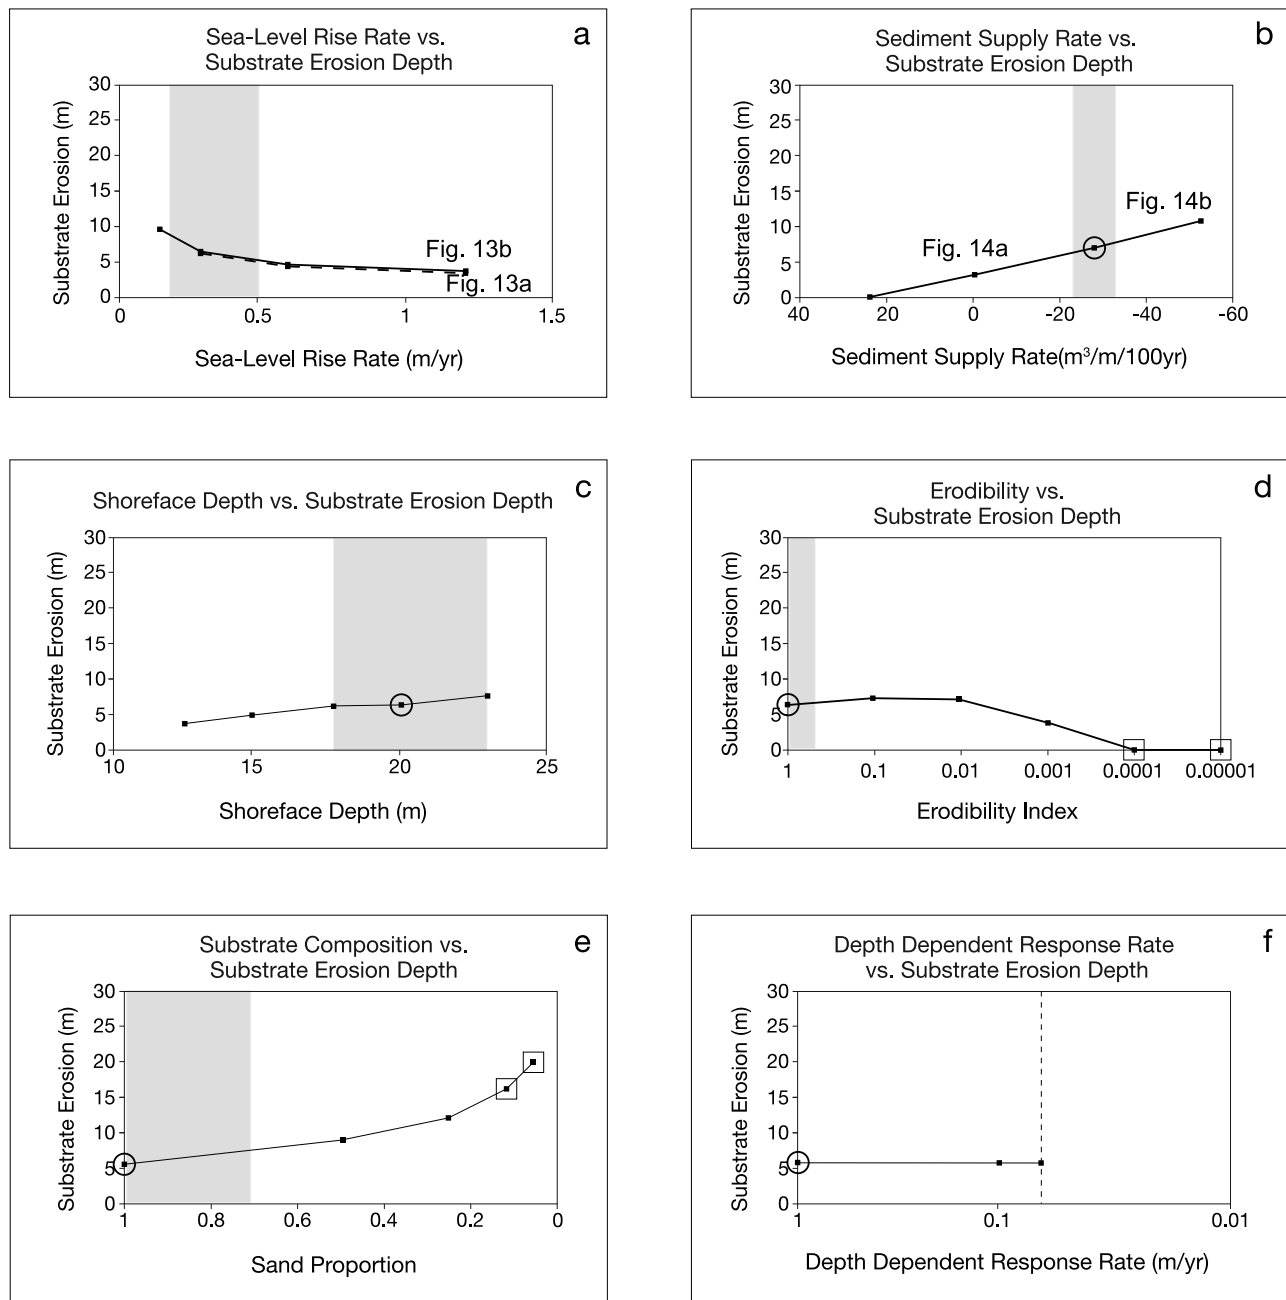 Sea-Level Rise Rate vs.
Substrate Erosion Depth
a
Substrate Erosion (m)
30
25
20
15
10
5
0
Fig. 13b
Fig. 13a
0
0.5
1
1.5
Sea-Level Rise Rate (m/yr)
Sediment Supply Rate vs.
Substrate Erosion Depth
b
Substrate Erosion (m)
30
25
20
15
10
5
0
Fig. 14a
Fig. 14b
40
20
0
-20
-40
-60
Sediment Supply Rate(m³/m/100yr)
Shoreface Depth vs. Substrate Erosion Depth
c
Substrate Erosion (m)
30
25
20
15
10
5
0
10
15
20
25
Shoreface Depth (m)
Erodibility vs.
Substrate Erosion Depth
d
Substrate Erosion (m)
30
25
20
15
10
5
0
1
0.1
0.01
0.001
0.0001
0.00001
Erodibility Index
Substrate Composition vs.
Substrate Erosion Depth
e
Substrate Erosion (m)
30
25
20
15
10
5
0
1
0.8
0.6
0.4
0.2
0
Sand Proportion
Depth Dependent Response Rate
vs. Substrate Erosion Depth
f
Substrate Erosion (m)
30
25
20
15
10
5
0
1
0.1
0.01
Depth Dependent Response Rate (m/yr)